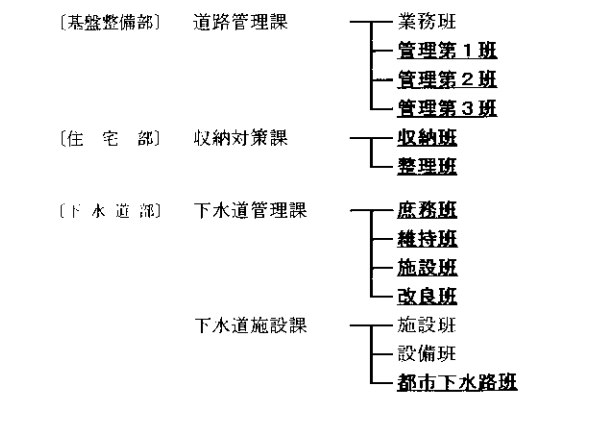 〔基盤整備部〕 道路管理課 業務班
管理第１班
管理第２班
管理第３班
〔住　宅　部〕 収納対策課 収納班
整理班
〔下 水 道 部〕 下水道管理課 庶務班
維持班
施設班
改良班
下水道施設課 施設班
設備班
都市下水路班